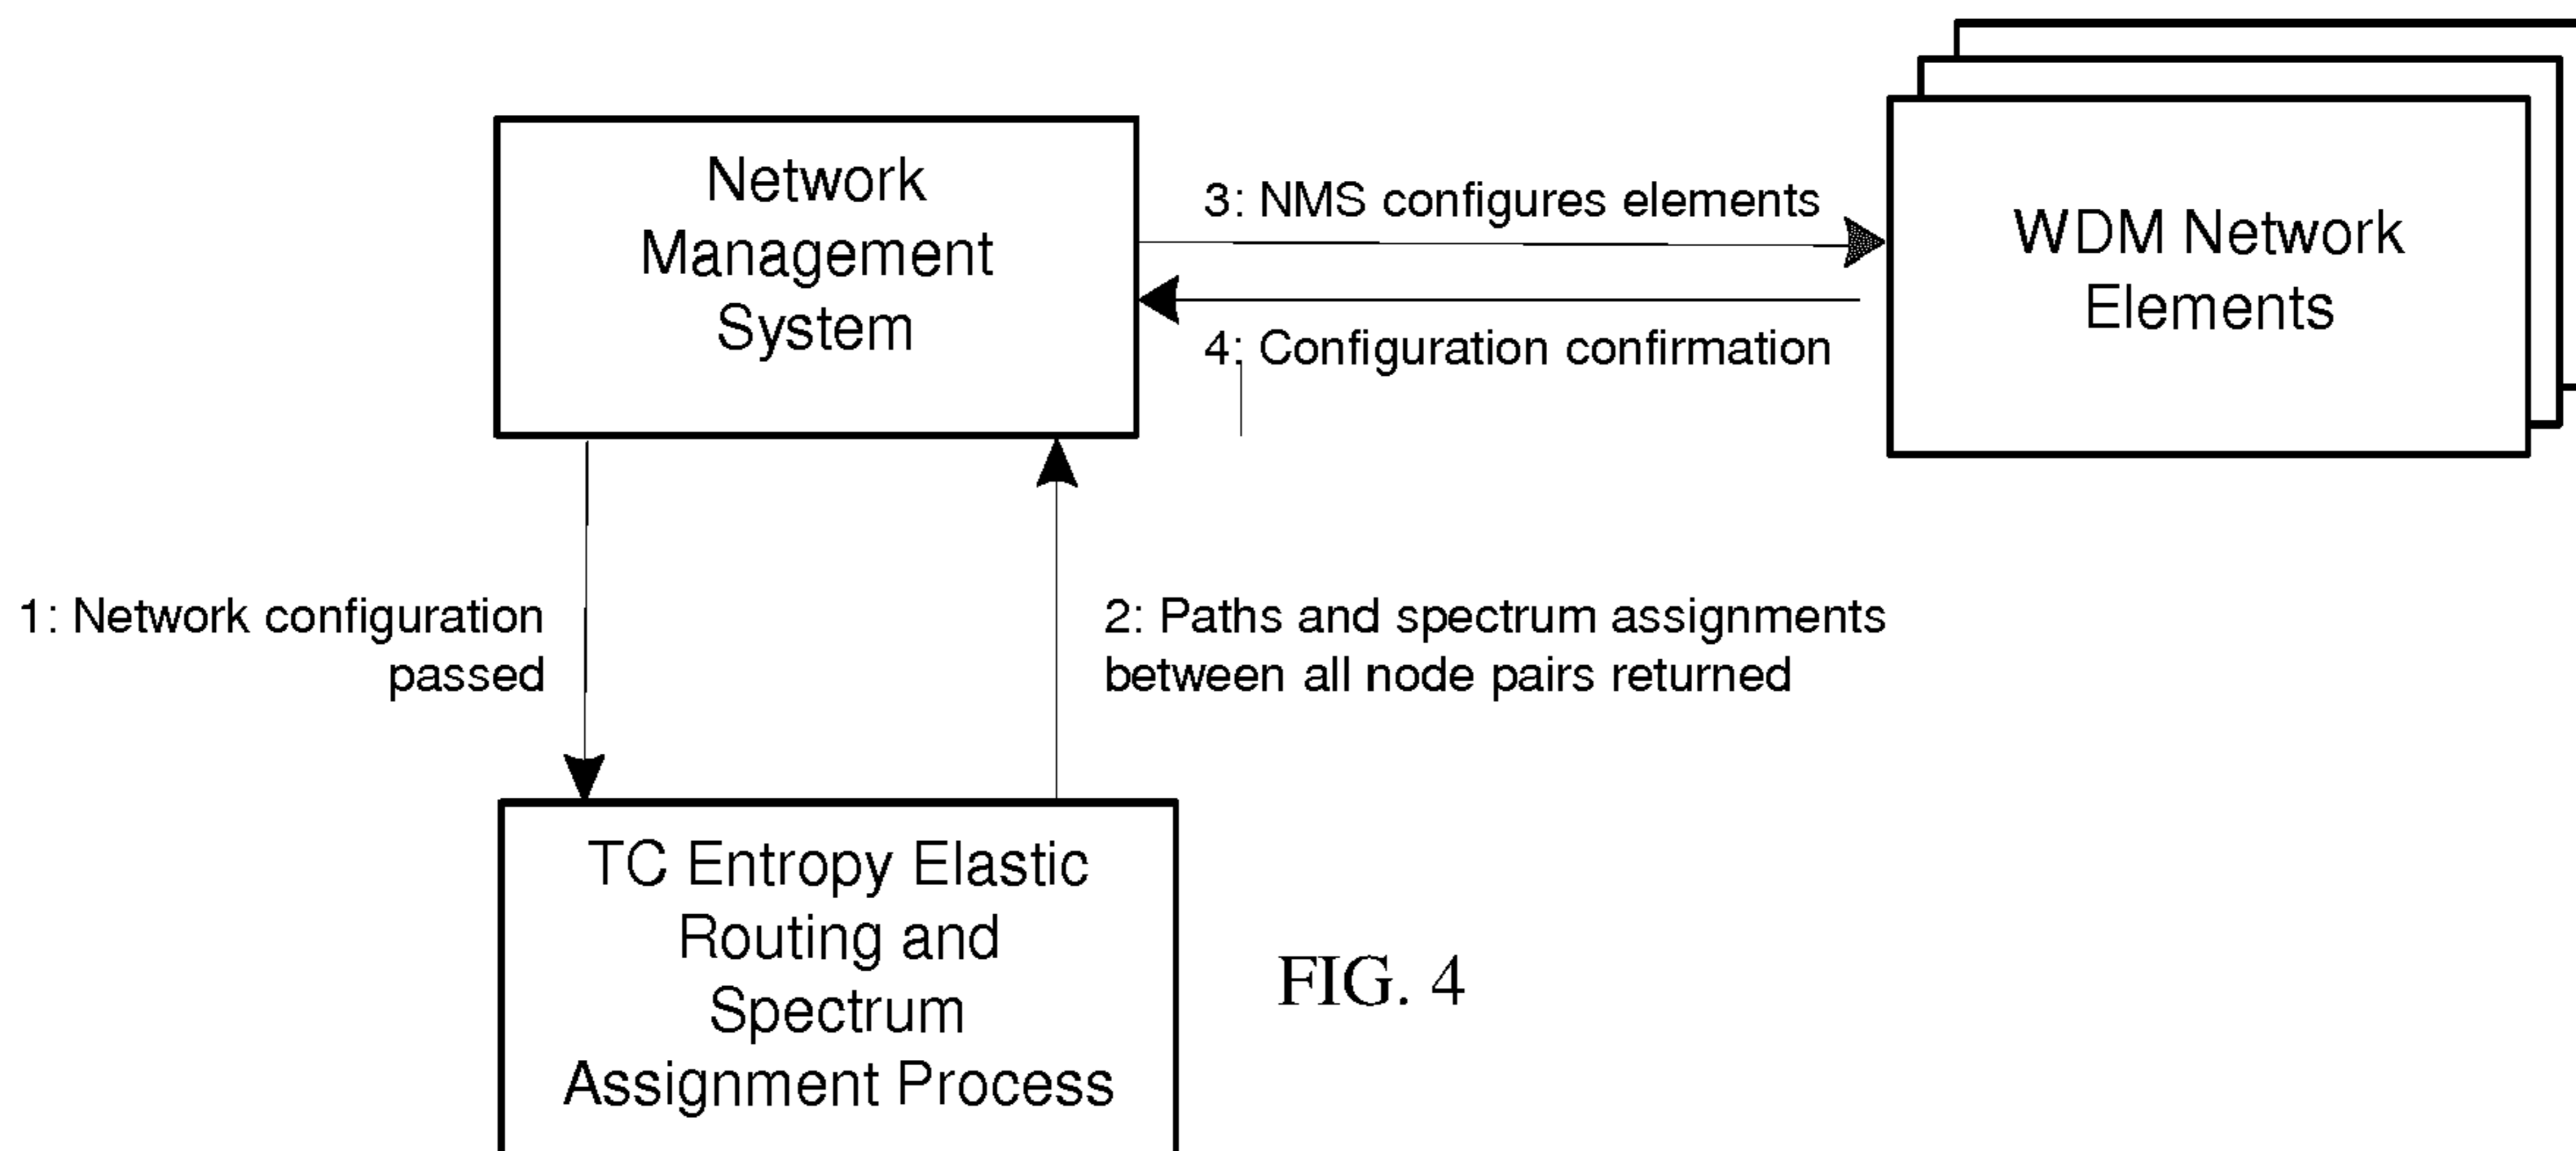 Network
Management
System
3: NMS configures elements
4: Configuration confirmation
WDM Network
Elements
1: Network configuration
passed
2: Paths and spectrum assignments
between all node pairs returned
TC Entropy Elastic
Routing and
Spectrum
Assignment Process
FIG. 4